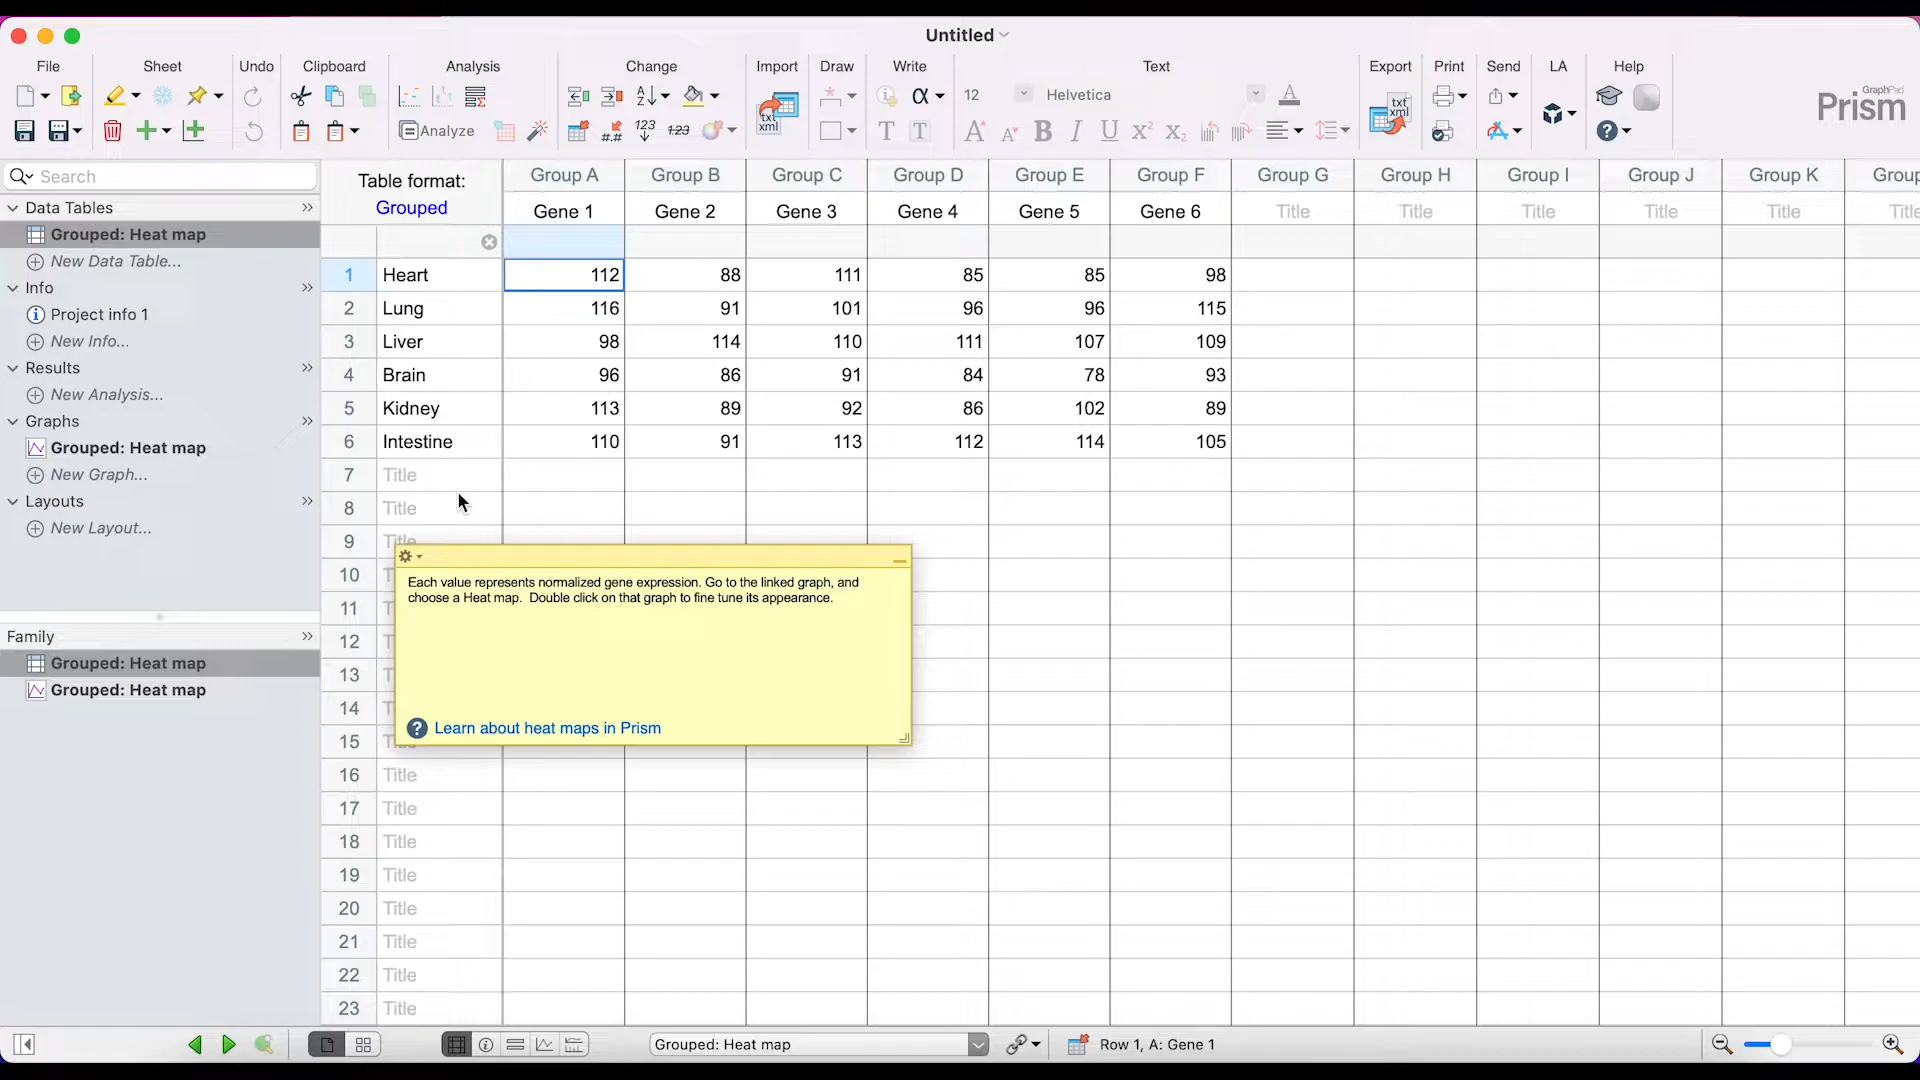 Untitled
File
Sheet
Undo
Clipboard
Analysis
Change
Import
Draw
Write
Text
Export
Print
Send
LA
Help
12
Helvetica
GraphPad
Prism
Analyze
Search
Data Tables
Grouped: Heat map
New Data Table...
Info
Project info 1
New Info...
Results
New Analysis...
Graphs
Grouped: Heat map
New Graph...
Layouts
New Layout...
Family
Grouped: Heat map
Grouped: Heat map
Table format:
Grouped
Group A Group B Group C Group D Group E Group F Group G Group H Group I Group J Group K
Gene 1 Gene 2 Gene 3 Gene 4 Gene 5 Gene 6 Title Title Title Title Title
1 Heart 112 88 111 85 85 98
2 Lung 116 91 101 96 96 115
3 Liver 98 114 110 111 107 109
4 Brain 96 86 91 84 78 93
5 Kidney 113 89 92 86 102 89
6 Intestine 110 91 113 112 114 105
7 Title
8 Title
9 Title
10
11
12
13
14
15
16 Title
17 Title
18 Title
19 Title
20 Title
21 Title
22 Title
23 Title
Each value represents normalized gene expression. Go to the linked graph, and
choose a Heat map. Double click on that graph to fine tune its appearance.
Learn about heat maps in Prism
Grouped: Heat map
Row 1, A: Gene 1